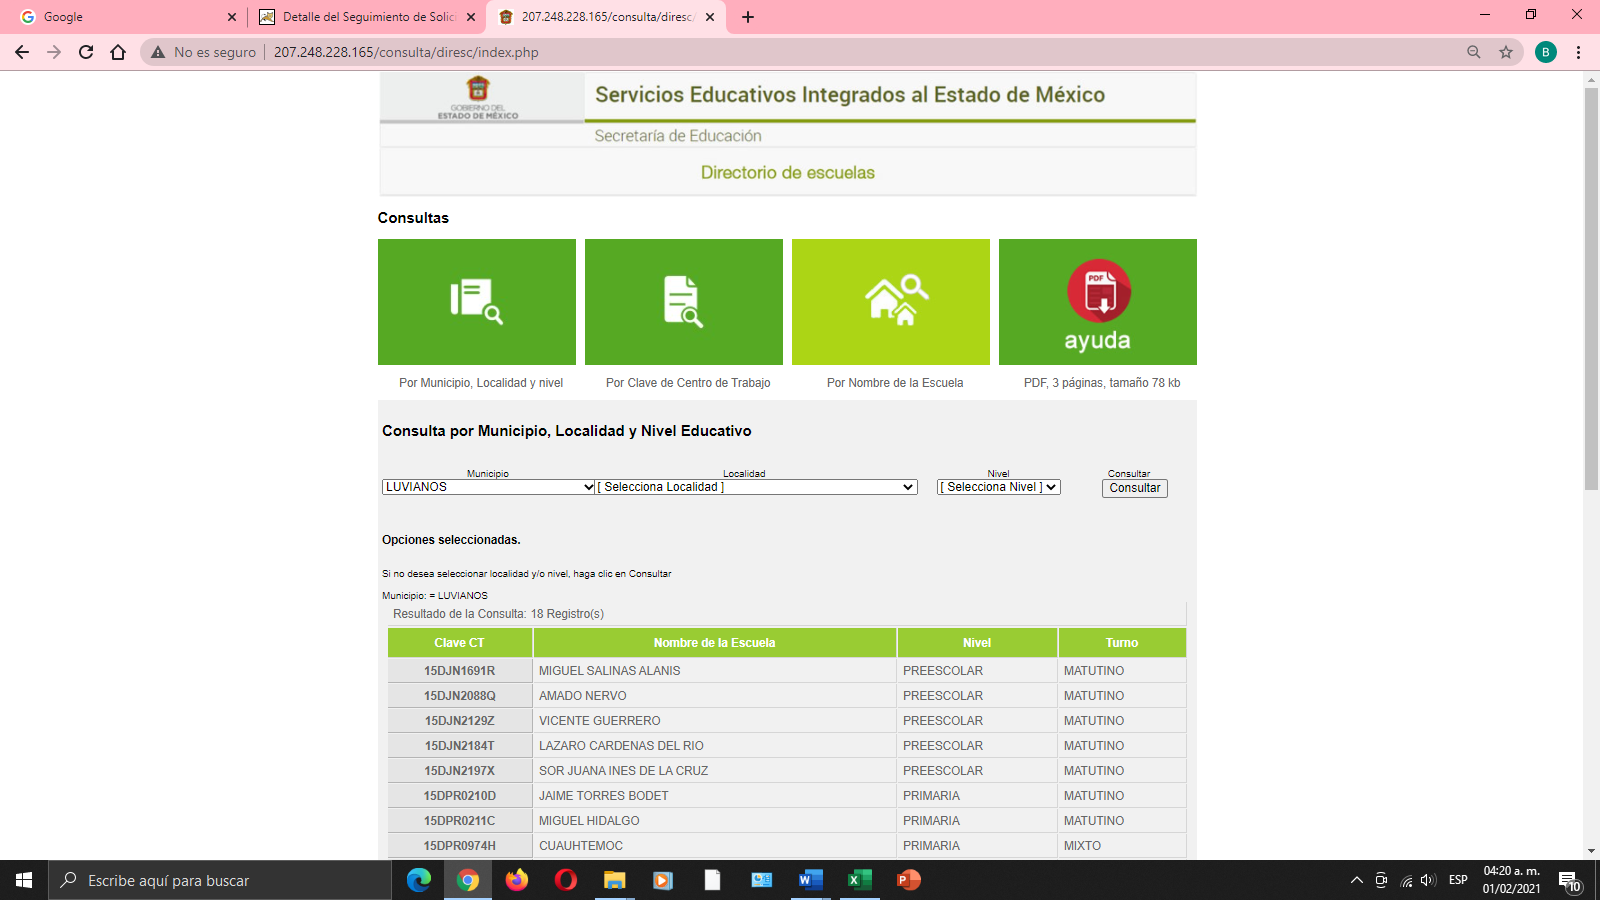 Google
Detalle del Seguimiento de Solici
207.248.228.165/consulta/diresc/
No es seguro
207.248.228.165/consulta/diresc/index.php
B
GOBIERNO DEL
ESTADO DE MÉXICO
Servicios Educativos Integrados al Estado de México
Secretaría de Educación
Directorio de escuelas
Consultas
PDF
ayuda
Por Municipio, Localidad y nivel
Por Clave de Centro de Trabajo
Por Nombre de la Escuela
PDF, 3 páginas, tamaño 78 kb
Consulta por Municipio, Localidad y Nivel Educativo
Municipio Localidad Nivel Consultar
LUVIANOS [ Selecciona Localidad ] [ Selecciona Nivel ] Consultar
Opciones seleccionadas.
Si no desea seleccionar localidad y/o nivel, haga clic en Consultar
Municipio: = LUVIANOS
Resultado de la Consulta: 18 Registro(s)
Clave CT Nombre de la Escuela Nivel Turno
15DJN1691R MIGUEL SALINAS ALANIS PREESCOLAR MATUTINO
15DJN2088Q AMADO NERVO PREESCOLAR MATUTINO
15DJN2129Z VICENTE GUERRERO PREESCOLAR MATUTINO
15DJN2184T LAZARO CARDENAS DEL RIO PREESCOLAR MATUTINO
15DJN2197X SOR JUANA INES DE LA CRUZ PREESCOLAR MATUTINO
15DPR0210D JAIME TORRES BODET PRIMARIA MATUTINO
15DPR0211C MIGUEL HIDALGO PRIMARIA MATUTINO
15DPR0974H CUAUHTEMOC PRIMARIA MIXTO
Escribe aquí para buscar
ESP
04:20 a. m.
01/02/2021
10